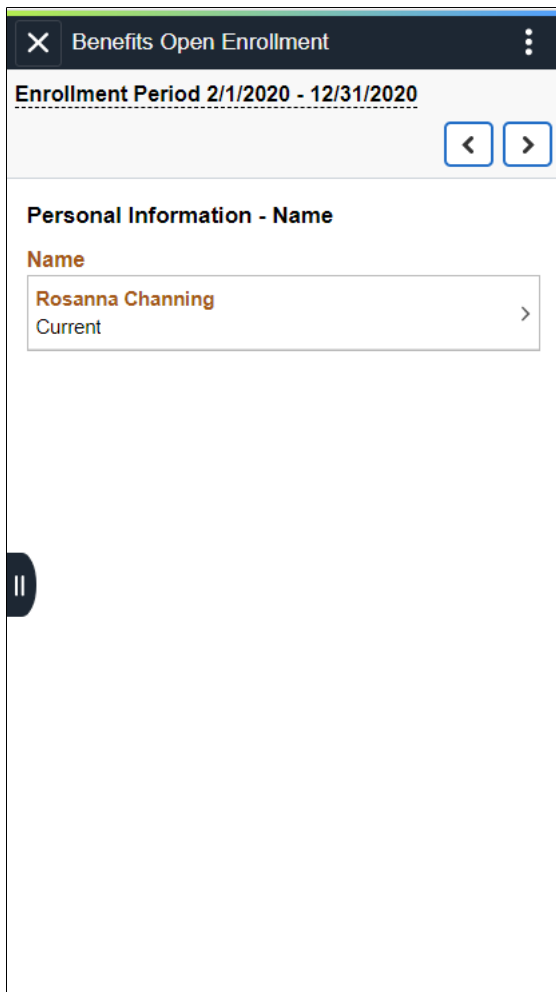 Benefits Open Enrollment
Enrollment Period 2/1/2020 - 12/31/2020
Personal Information - Name
Name
Rosanna Channing
Current